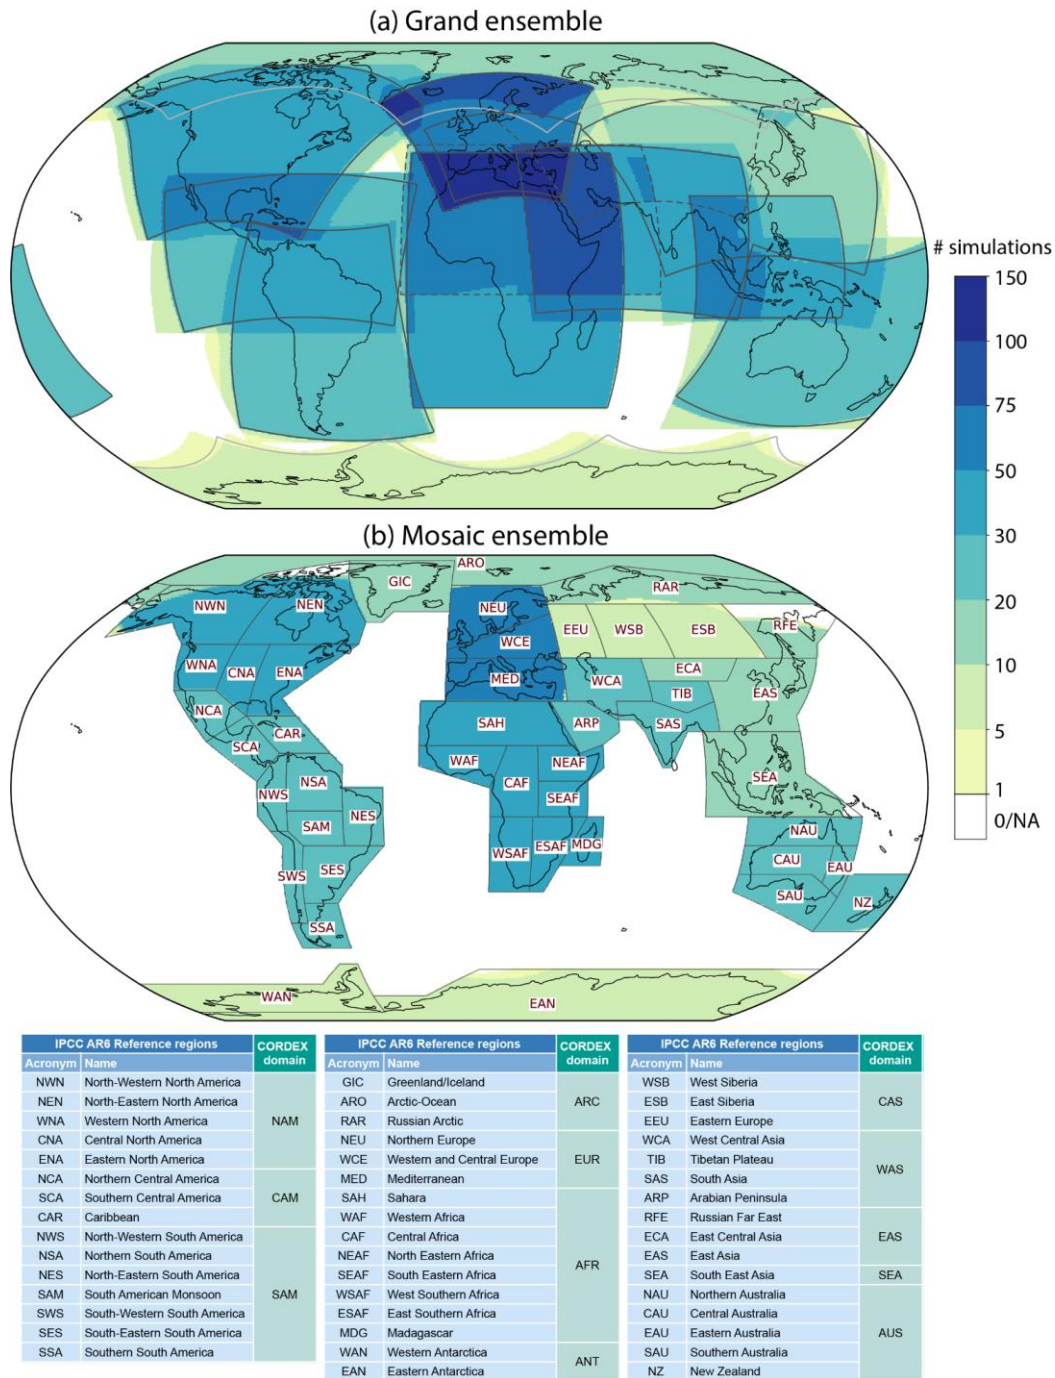 (a) Grand ensemble
# simulations
150
100
75
50
30
20
10
5
1
0/NA
(b) Mosaic ensemble
ARO
GIC
RAR
NWN
NEN
NEU
RFE
EEU
WSB
ESB
WCE
WNA
CNA
ENA
MED
WCA
ECA
TIB
EAS
NCA
SAH
ARP
SAS
SCA
CAR
WAF
NEAF
CAF
SEA
NWS
NSA
SEAF
NES
SAM
NAU
WSAF
ESAF
MDG
CAU
EAU
SWS
SES
SAU
NZ
SSA
WAN
EAN
IPCC AR6 Reference regions CORDEX domain
Acronym Name
NWN North-Western North America
NEN North-Eastern North America
WNA Western North America
CNA Central North America
ENA Eastern North America
NAM
NCA Northern Central America
SCA Southern Central America
CAR Caribbean
CAM
NWS North-Western South America
NSA Northern South America
NES North-Eastern South America
SAM South American Monsoon
SWS South-Western South America
SES South-Eastern South America
SSA Southern South America
SAM
IPCC AR6 Reference regions CORDEX domain
Acronym Name
GIC Greenland/Iceland
ARO Arctic-Ocean
RAR Russian Arctic
ARC
NEU Northern Europe
WCE Western and Central Europe
MED Mediterranean
EUR
SAH Sahara
WAF Western Africa
CAF Central Africa
NEAF North Eastern Africa
SEAF South Eastern Africa
WSAF West Southern Africa
ESAF East Southern Africa
MDG Madagascar
AFR
WAN Western Antarctica
EAN Eastern Antarctica
ANT
IPCC AR6 Reference regions CORDEX domain
Acronym Name
WSB West Siberia
ESB East Siberia
EEU Eastern Europe
CAS
WCA West Central Asia
TIB Tibetan Plateau
SAS South Asia
ARP Arabian Peninsula
WAS
RFE Russian Far East
ECA East Central Asia
EAS East Asia
EAS
SEA South East Asia
SEA
NAU Northern Australia
CAU Central Australia
EAU Eastern Australia
SAU Southern Australia
NZ New Zealand
AUS